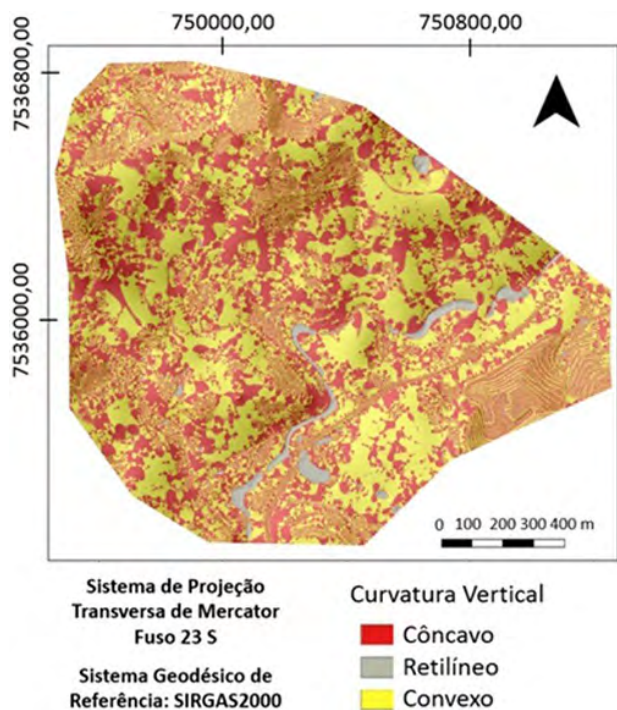 750000,00
750800,00
7536800,00
7536000,00
0 100 200 300 400 m
Sistema de Projeção
Transversa de Mercator
Fuso 23 S
Sistema Geodésico de
Referência: SIRGAS2000
Curvatura Vertical
Côncavo
Retilíneo
Convexo